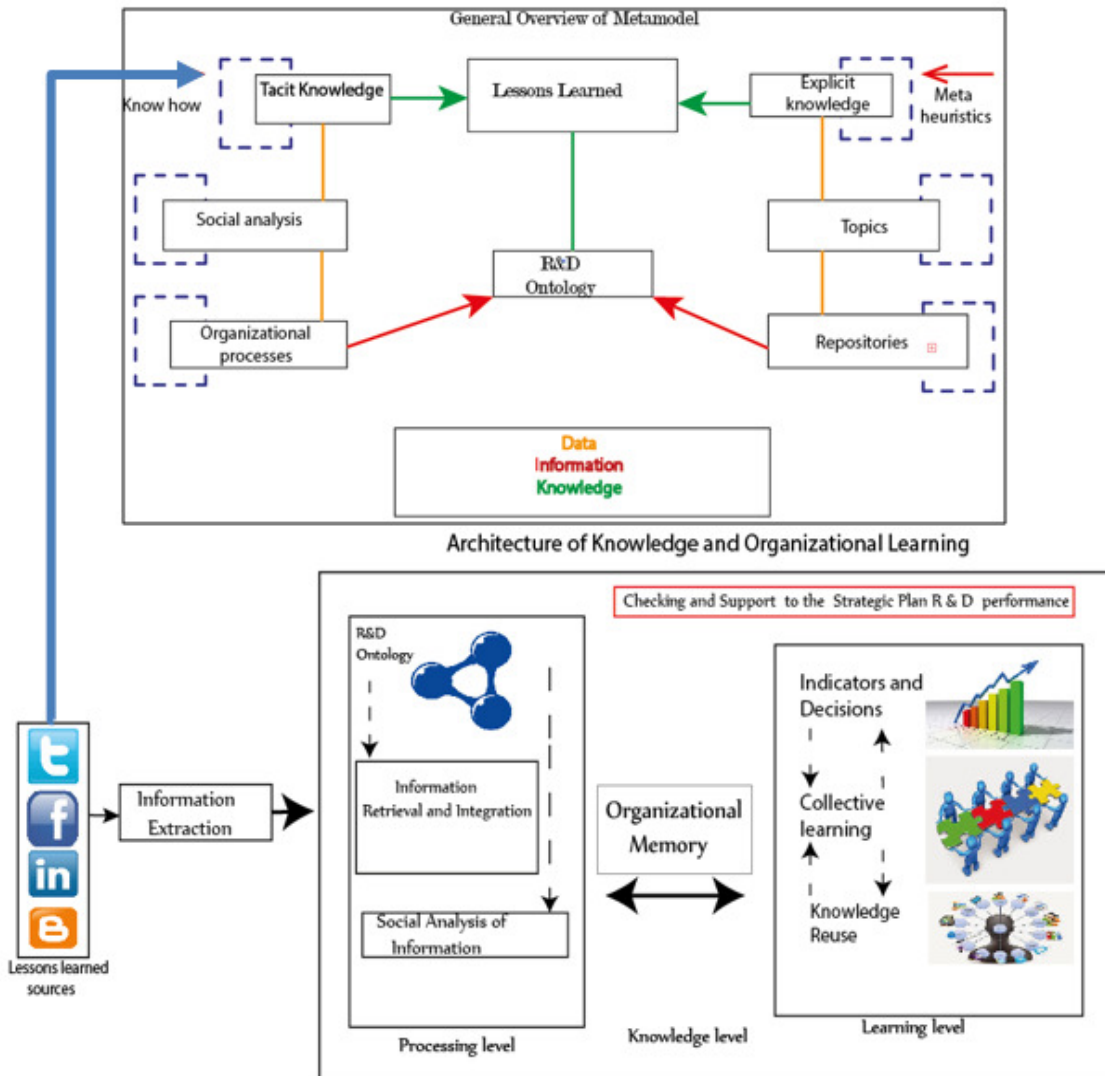 General Overview of Metamodel
Know how
Tacit Knowledge
Lessons Learned
Explicit
knowledge
Meta
heuristics
Social analysis
Topics
R&D
Ontology
Organizational
processes
Repositories
Data
Information
Knowledge
Architecture of Knowledge and Organizational Learning
Checking and Support to the Strategic Plan R & D performance
R&D
Ontology
Indicators and
Decisions
Information
Extraction
Information
Retrieval and Integration
Organizational
Memory
Collective
learning
Social Analysis of
Information
Knowledge
Reuse
t
f
in
B
Lessons learned
sources
Processing level
Knowledge level
Learning level